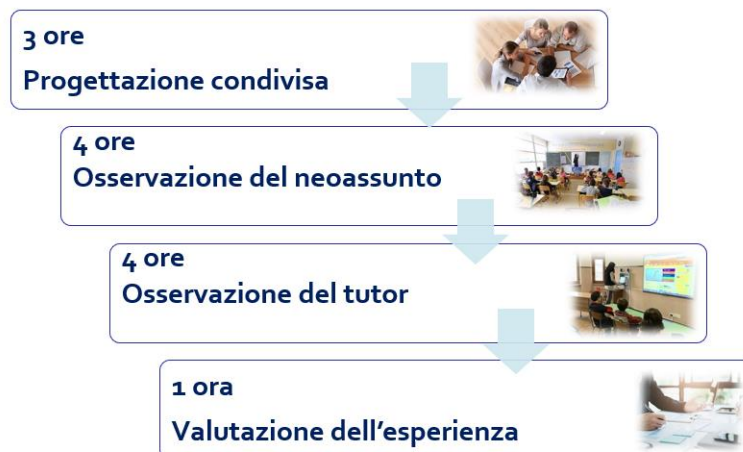 3 ore
Progettazione condivisa
4 ore
Osservazione del neoassunto
4 ore
Osservazione del tutor
1 ora
Valutazione dell'esperienza